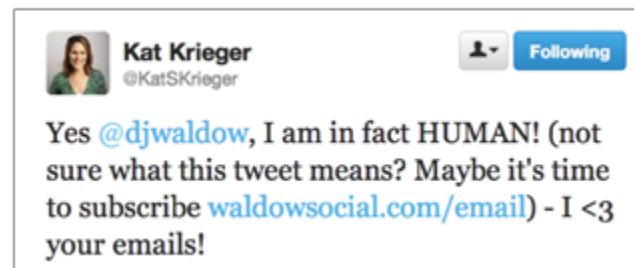 Kat Krieger
@KatSKrieger
Following
Yes @djwaldow, I am in fact HUMAN! (not
sure what this tweet means? Maybe it's time
to subscribe waldowsocial.com/email) - I <3
your emails!